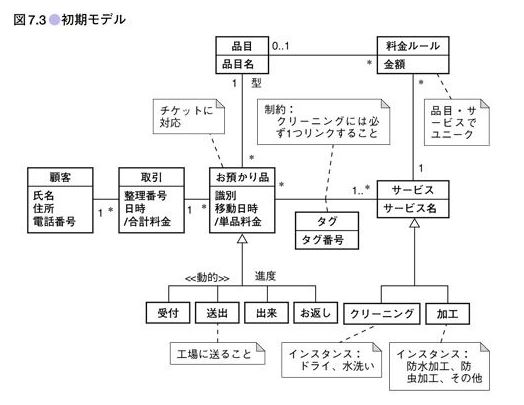 図7.3●初期モデル
品目
品目名
0..1
*
料金ルール
金額
1
型
*
チケットに
対応
制約：
クリーニングには必
ず1つリンクすること
品目・サー
ビスで
ユニーク
顧客
氏名
住所
電話番号
1
*
取引
整理番号
日時
/合計料金
1
*
*
お預かり品
識別
移動日時
/単品料金
*
1..*
1
サービス
サービス名
タグ
タグ番号
<<動的>>
進度
受付
送出
出来
お返し
クリーニング
加工
工場に送ること
インスタンス：
ドライ、水洗い
インスタンス：
防水加工、防
虫加工、その他